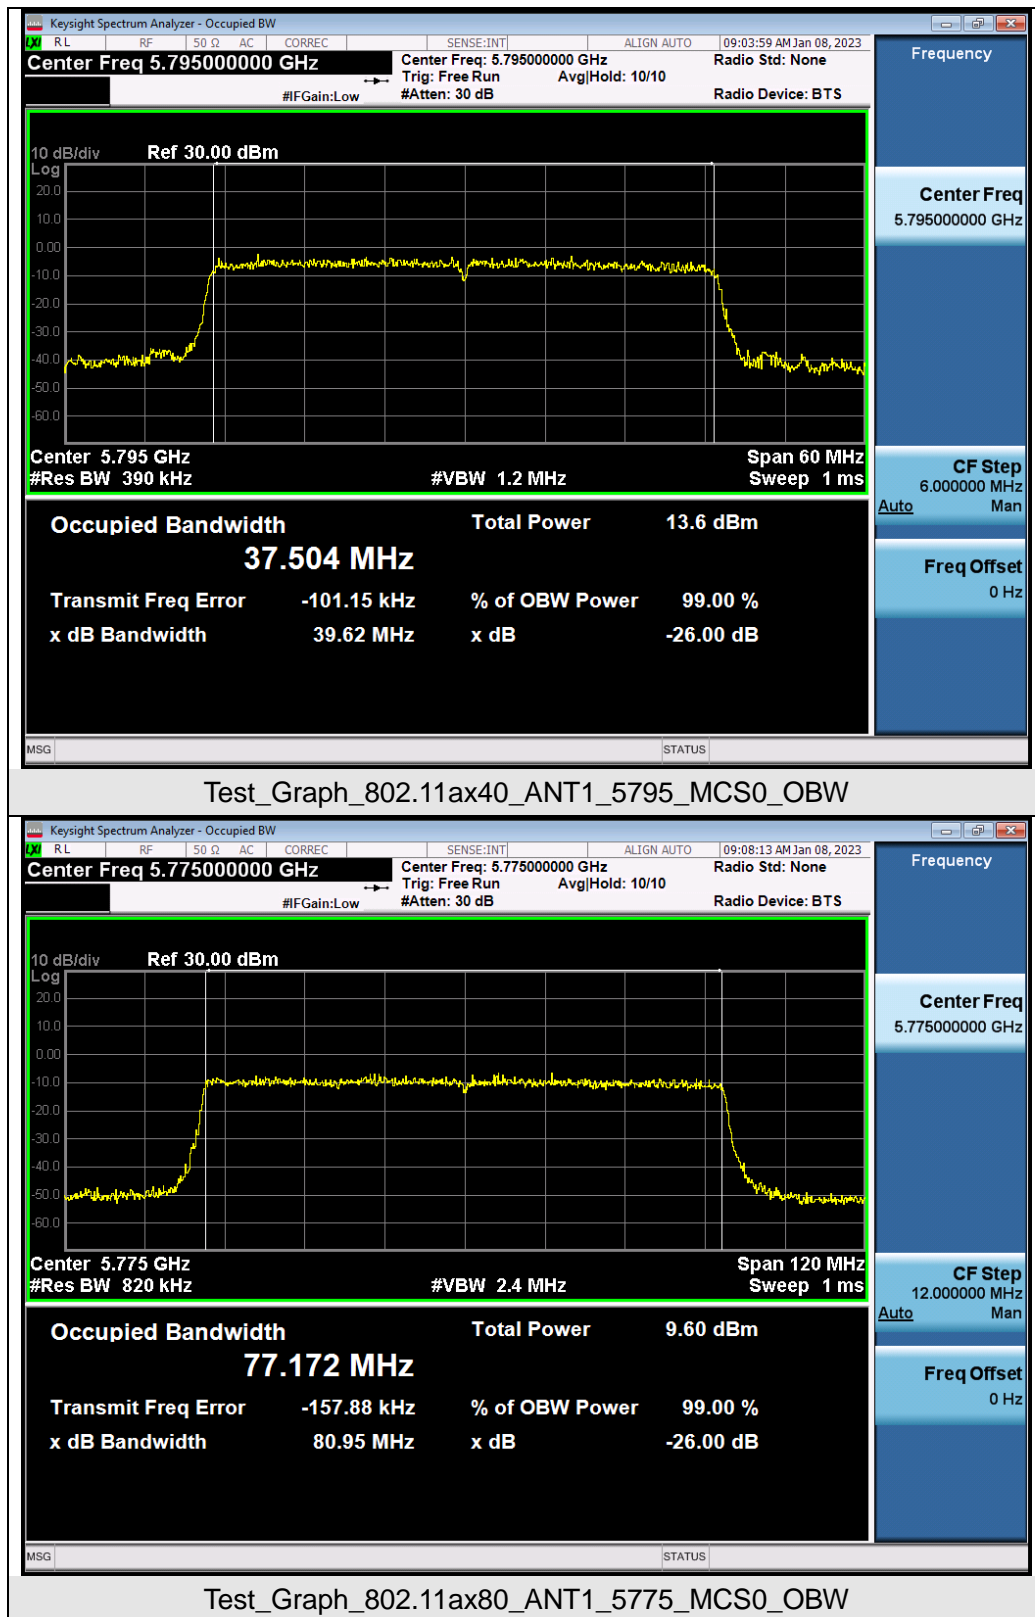 Keysight Spectrum Analyzer - Occupied BW
LXI RL RF 50 Ω AC CORREC SENSE:INT ALIGN AUTO 09:03:59 AM Jan 08, 2023
Center Freq 5.795000000 GHz Center Freq: 5.795000000 GHz Radio Std: None
Trig: Free Run Avg|Hold: 10/10
#IFGain:Low #Atten: 30 dB Radio Device: BTS
Frequency
10 dB/div Ref 30.00 dBm
Log
20.0
10.0
0.00
-10.0
-20.0
-30.0
-40.0
-50.0
-60.0
Center 5.795 GHz Span 60 MHz
#Res BW 390 kHz #VBW 1.2 MHz Sweep 1 ms
Center Freq
5.795000000 GHz
CF Step
6.000000 MHz
Auto Man
Freq Offset
0 Hz
Occupied Bandwidth Total Power 13.6 dBm
37.504 MHz
Transmit Freq Error -101.15 kHz % of OBW Power 99.00 %
x dB Bandwidth 39.62 MHz x dB -26.00 dB
MSG STATUS
Test_Graph_802.11ax40_ANT1_5795_MCS0_OBW
Keysight Spectrum Analyzer - Occupied BW
LXI RL RF 50 Ω AC CORREC SENSE:INT ALIGN AUTO 09:08:13 AM Jan 08, 2023
Center Freq 5.775000000 GHz Center Freq: 5.775000000 GHz Radio Std: None
Trig: Free Run Avg|Hold: 10/10
#IFGain:Low #Atten: 30 dB Radio Device: BTS
Frequency
10 dB/div Ref 30.00 dBm
Log
20.0
10.0
0.00
-10.0
-20.0
-30.0
-40.0
-50.0
-60.0
Center 5.775 GHz Span 120 MHz
#Res BW 820 kHz #VBW 2.4 MHz Sweep 1 ms
Center Freq
5.775000000 GHz
CF Step
12.000000 MHz
Auto Man
Freq Offset
0 Hz
Occupied Bandwidth Total Power 9.60 dBm
77.172 MHz
Transmit Freq Error -157.88 kHz % of OBW Power 99.00 %
x dB Bandwidth 80.95 MHz x dB -26.00 dB
MSG STATUS
Test_Graph_802.11ax80_ANT1_5775_MCS0_OBW